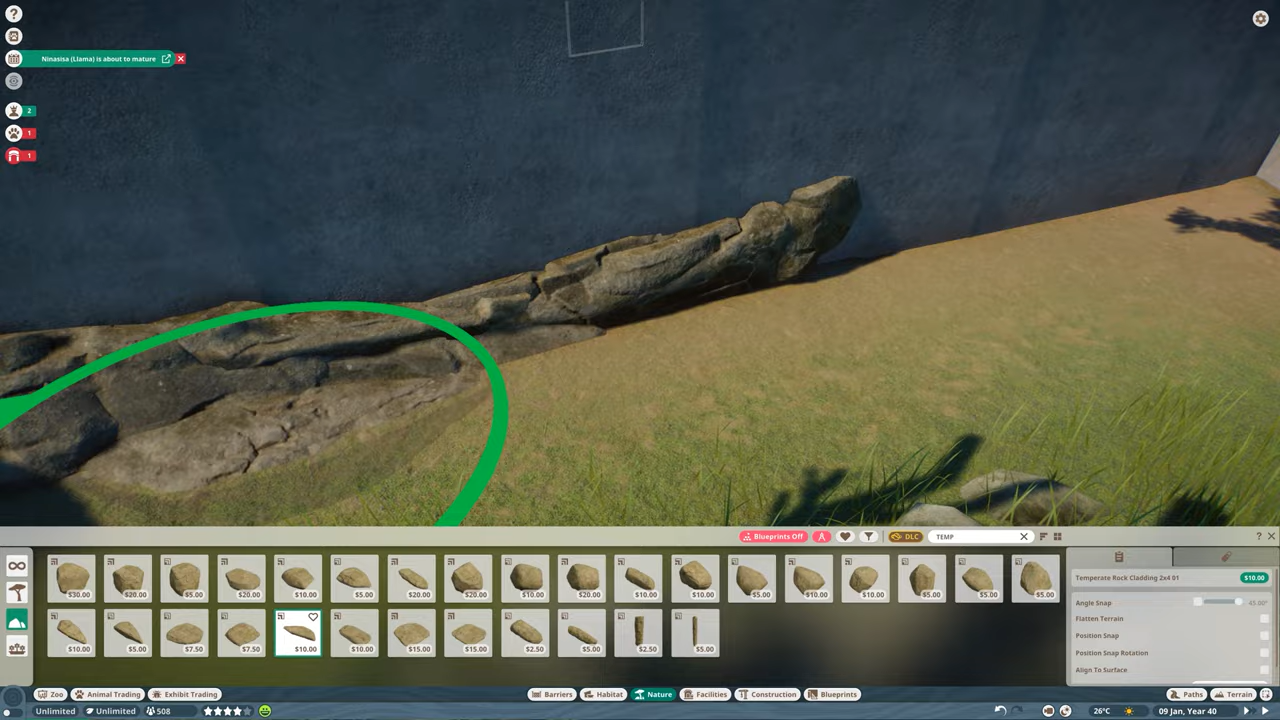 ?
Ninasisa (Llama) is about to mature
2
1
1
Blueprints Off
DLC
TEMP
?
$30.00 $20.00 $5.00 $20.00 $10.00 $5.00 $20.00 $20.00 $10.00 $20.00 $10.00 $10.00 $5.00 $10.00 $10.00 $5.00 $5.00 $5.00
$10.00 $5.00 $7.50 $7.50 $10.00 $10.00 $15.00 $15.00 $2.50 $5.00 $2.50 $5.00
Temperate Rock Cladding 2x4 01 $10.00
Angle Snap 45.00°
Flatten Terrain
Position Snap
Position Snap Rotation
Align To Surface
Zoo Animal Trading Exhibit Trading Barriers Habitat Nature Facilities Construction Blueprints Paths Terrain
Unlimited Unlimited 508 26°C 09 Jan, Year 40